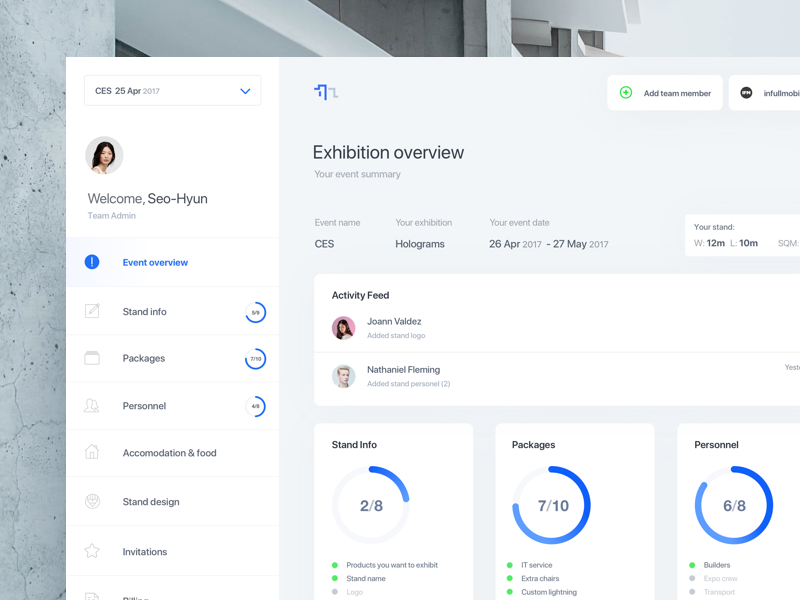 CES 25 Apr 2017
Add team member
IFM
infullmobi
Exhibition overview
Your event summary
Welcome, Seo-Hyun
Team Admin
Event name
Your exhibition
Your event date
CES
Holograms
26 Apr 2017 - 27 May 2017
Your stand:
W: 12m L: 10m SQM:
Event overview
Stand info
5/9
Packages
7/10
Personnel
4/8
Accomodation & food
Stand design
Invitations
Billing
Activity Feed
Joann Valdez
Added stand logo
Nathaniel Fleming
Added stand personel (2)
Yeste
Stand Info
2/8
Products you want to exhibit
Stand name
Logo
Packages
7/10
IT service
Extra chairs
Custom lightning
Personnel
6/8
Builders
Expo crew
Transport